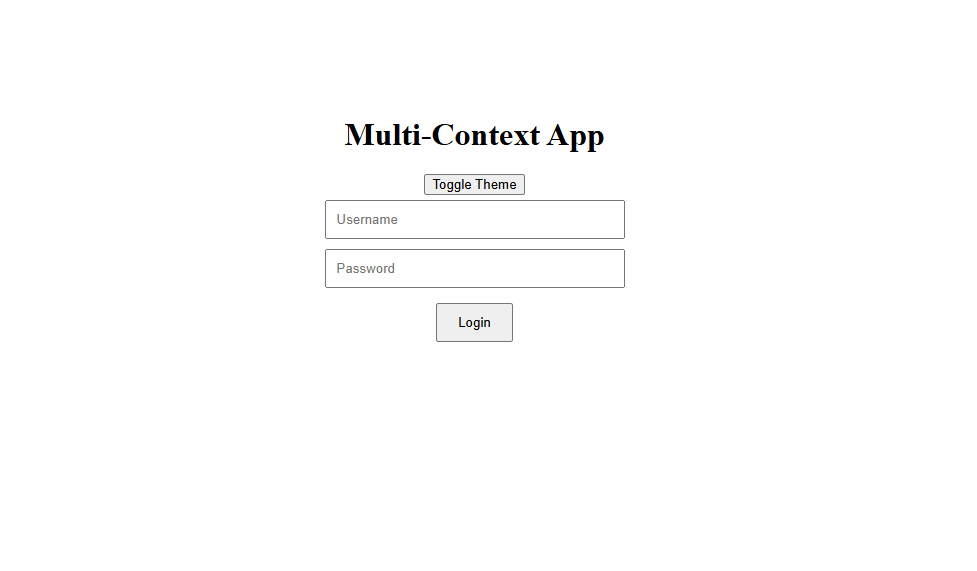 Multi-Context App
Toggle Theme
Username
Password
Login